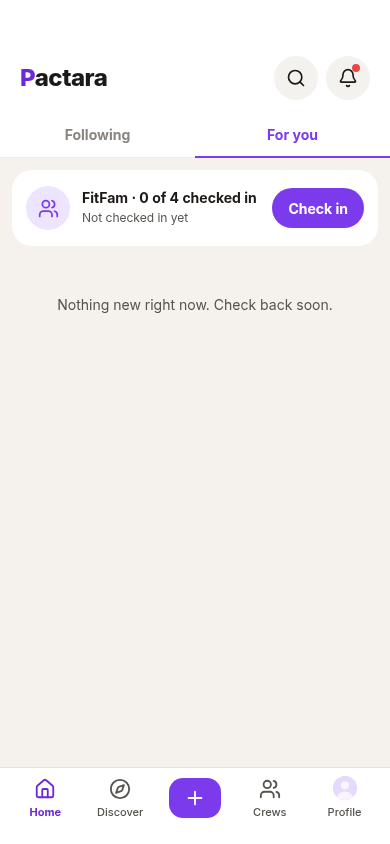 Pactara
Following
For you
FitFam · 0 of 4 checked in
Not checked in yet
Check in
Nothing new right now. Check back soon.
Home
Discover
Crews
Profile